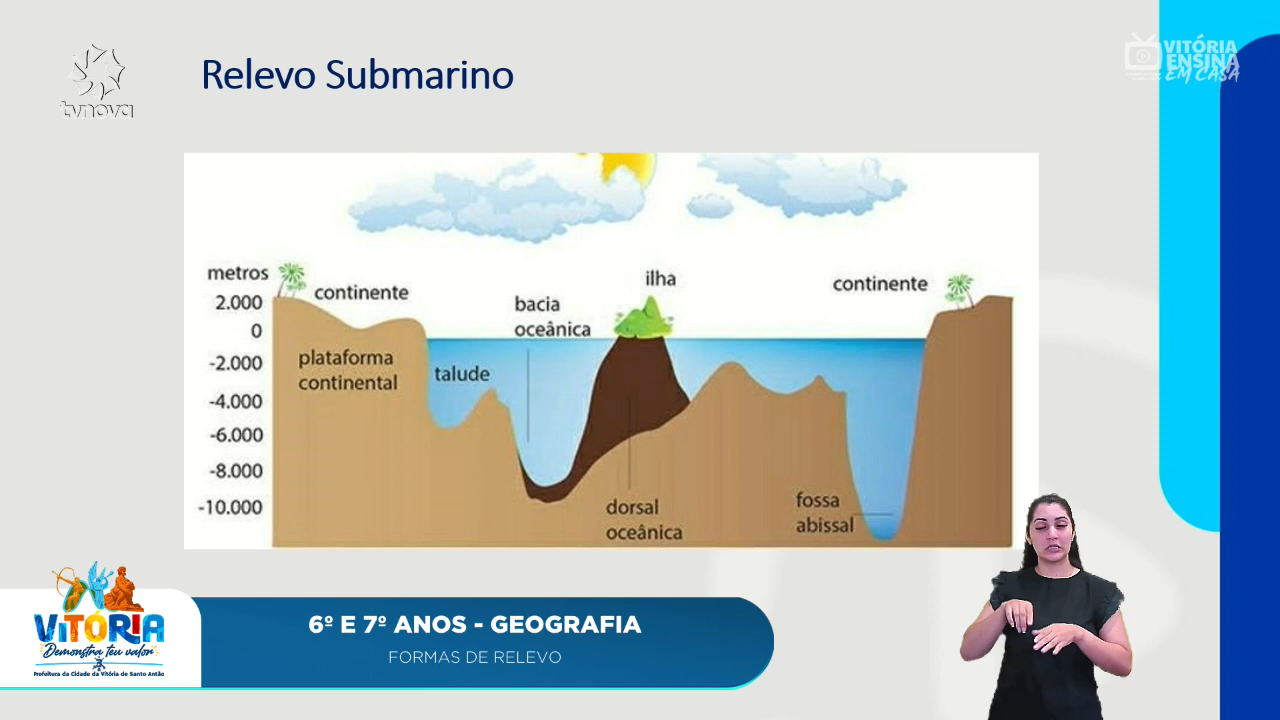 tvnova
Relevo Submarino
VITÓRIA
ENSINA
EM CASA
metros
2.000
0
-2.000
-4.000
-6.000
-8.000
-10.000
continente
bacia
oceânica
ilha
continente
plataforma
continental
talude
dorsal
oceânica
fossa
abissal
ViTÓRIA
Demonstra teu valor
Prefeitura da Cidade da Vitória de Santo Antão
6º E 7º ANOS - GEOGRAFIA
FORMAS DE RELEVO